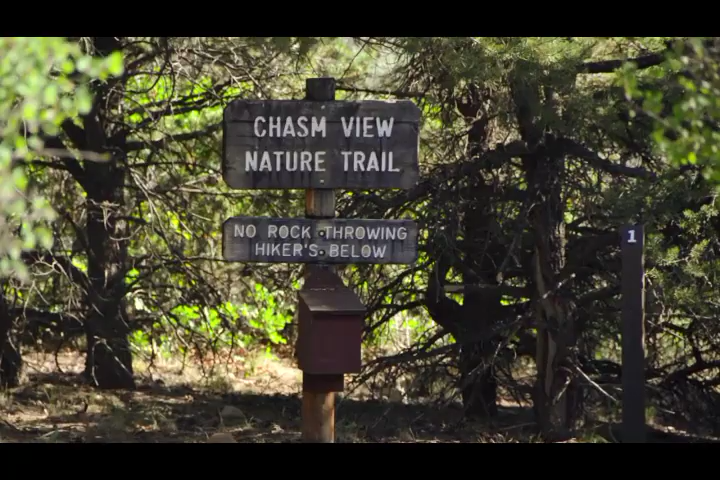 CHASM VIEW
NATURE TRAIL
NO ROCK THROWING
HIKER'S BELOW
1